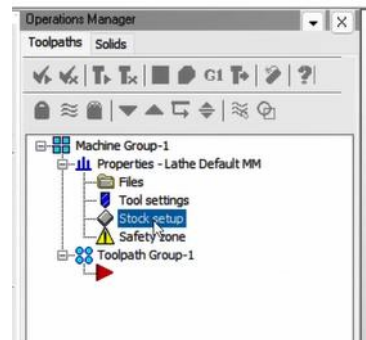 Operations Manager
Toolpaths Solids
G1
Machine Group-1
Properties - Lathe Default MM
Files
Tool settings
Stock setup
Safety zone
Toolpath Group-1